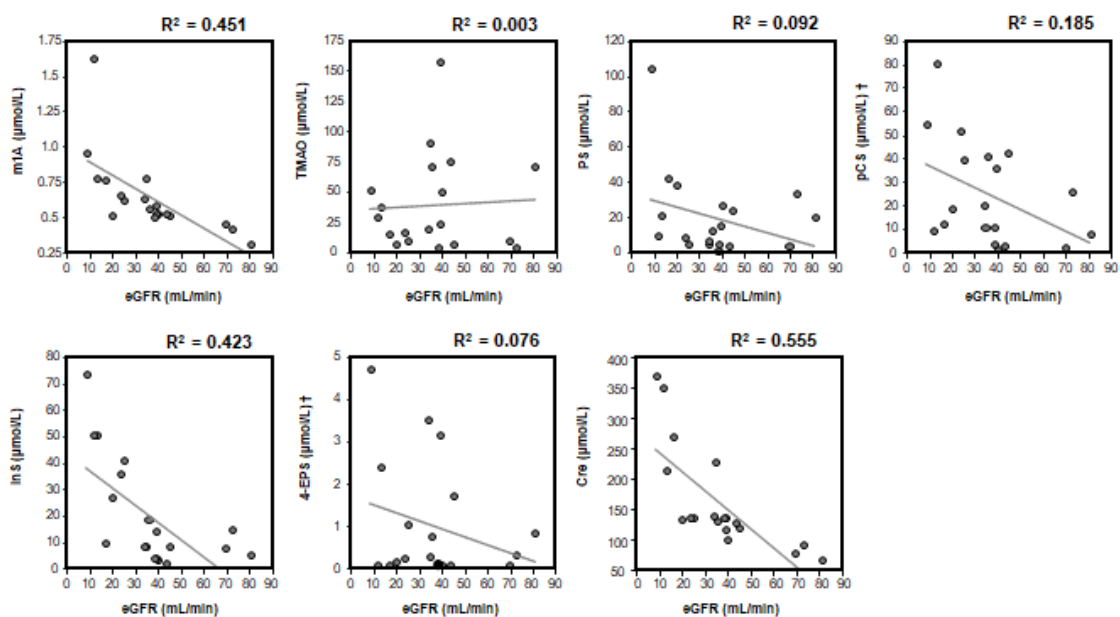 R² = 0.451
R² = 0.003
R² = 0.092
R² = 0.185
m1A (µmol/L)
1.75
1.5
1.25
1.0
0.75
0.5
0.25
0 10 20 30 40 50 60 70 80 90
eGFR (mL/min)
TMAO (µmol/L)
175
150
125
100
75
50
25
0
0 10 20 30 40 50 60 70 80 90
eGFR (mL/min)
PS (µmol/L)
120
100
80
60
40
20
0
0 10 20 30 40 50 60 70 80 90
eGFR (mL/min)
pCS (µmol/L) †
90
80
70
60
50
40
30
20
10
0
0 10 20 30 40 50 60 70 80 90
eGFR (mL/min)
R² = 0.423
R² = 0.076
R² = 0.555
InS (µmol/L)
80
70
60
50
40
30
20
10
0
0 10 20 30 40 50 60 70 80 90
eGFR (mL/min)
4-EPS (µmol/L) †
5
4
3
2
1
0
0 10 20 30 40 50 60 70 80 90
eGFR (mL/min)
Cre (µmol/L)
400
350
300
250
200
150
100
50
0 10 20 30 40 50 60 70 80 90
eGFR (mL/min)